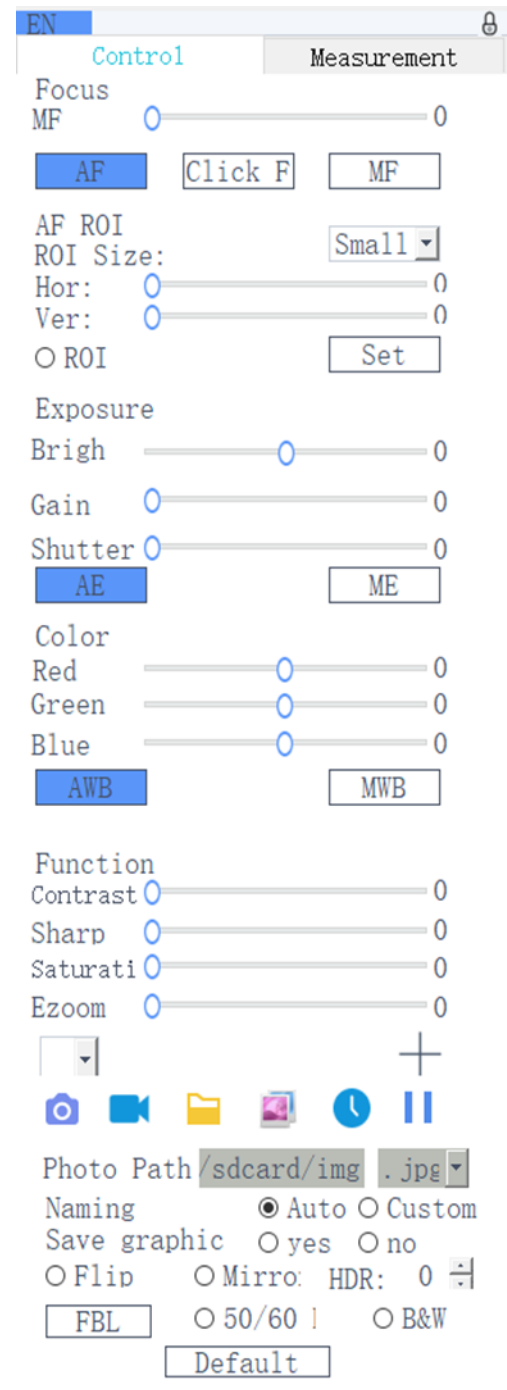 EN
Control Measurement
Focus
MF 0
AF Click F MF
AF ROI
ROI Size: Small
Hor: 0
Ver: 0
ROI Set
Exposure
Brigh 0
Gain 0
Shutter 0
AE ME
Color
Red 0
Green 0
Blue 0
AWB MWB
Function
Contrast 0
Sharp 0
Saturati 0
Ezoom 0
Photo Path /sdcard/img .jpg
Naming Auto Custom
Save graphic yes no
Flip Mirro HDR: 0
FBL 50/60 B&W
Default